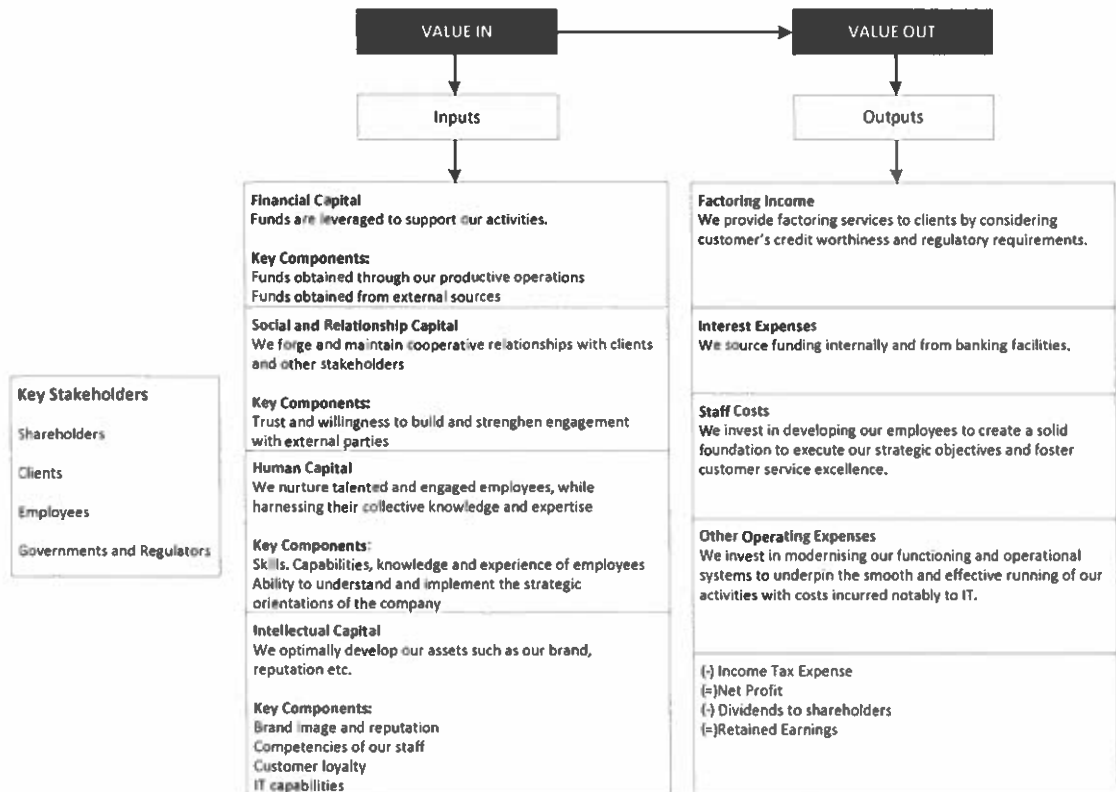 VALUE IN
VALUE OUT
Inputs
Outputs
Key Stakeholders
Shareholders
Clients
Employees
Governments and Regulators
Financial Capital
Funds are leveraged to support our activities.
Key Components:
Funds obtained through our productive operations
Funds obtained from external sources
Social and Relationship Capital
We forge and maintain cooperative relationships with clients
and other stakeholders
Key Components:
Trust and willingness to build and strenghen engagement
with external parties
Human Capital
We nurture talented and engaged employees, while
harnessing their collective knowledge and expertise
Key Components:
Skills. Capabilities, knowledge and experience of employees
Ability to understand and implement the strategic
orientations of the company
Intellectual Capital
We optimally develop our assets such as our brand,
reputation etc.
Key Components:
Brand image and reputation
Competencies of our staff
Customer loyalty
IT capabilities
Factoring Income
We provide factoring services to clients by considering
customer's credit worthiness and regulatory requirements.
Interest Expenses
We source funding internally and from banking facilities.
Staff Costs
We invest in developing our employees to create a solid
foundation to execute our strategic objectives and foster
customer service excellence.
Other Operating Expenses
We invest in modernising our functioning and operational
systems to underpin the smooth and effective running of our
activities with costs incurred notably to IT.
(-) Income Tax Expense
(=)Net Profit
(-) Dividends to shareholders
(=)Retained Earnings